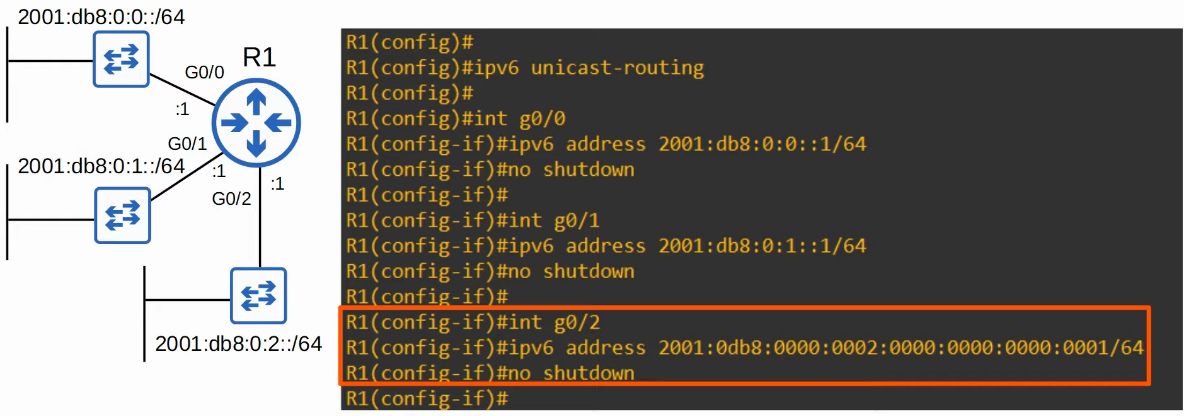 2001:db8:0:0::/64
R1
G0/0
:1
G0/1
2001:db8:0:1::/64
:1
G0/2
:1
2001:db8:0:2::/64
R1(config)#
R1(config)#ipv6 unicast-routing
R1(config)#
R1(config)#int g0/0
R1(config-if)#ipv6 address 2001:db8:0:0::1/64
R1(config-if)#no shutdown
R1(config-if)#
R1(config-if)#int g0/1
R1(config-if)#ipv6 address 2001:db8:0:1::1/64
R1(config-if)#no shutdown
R1(config-if)#
R1(config-if)#int g0/2
R1(config-if)#ipv6 address 2001:0db8:0000:0002:0000:0000:0000:0001/64
R1(config-if)#no shutdown
R1(config-if)#